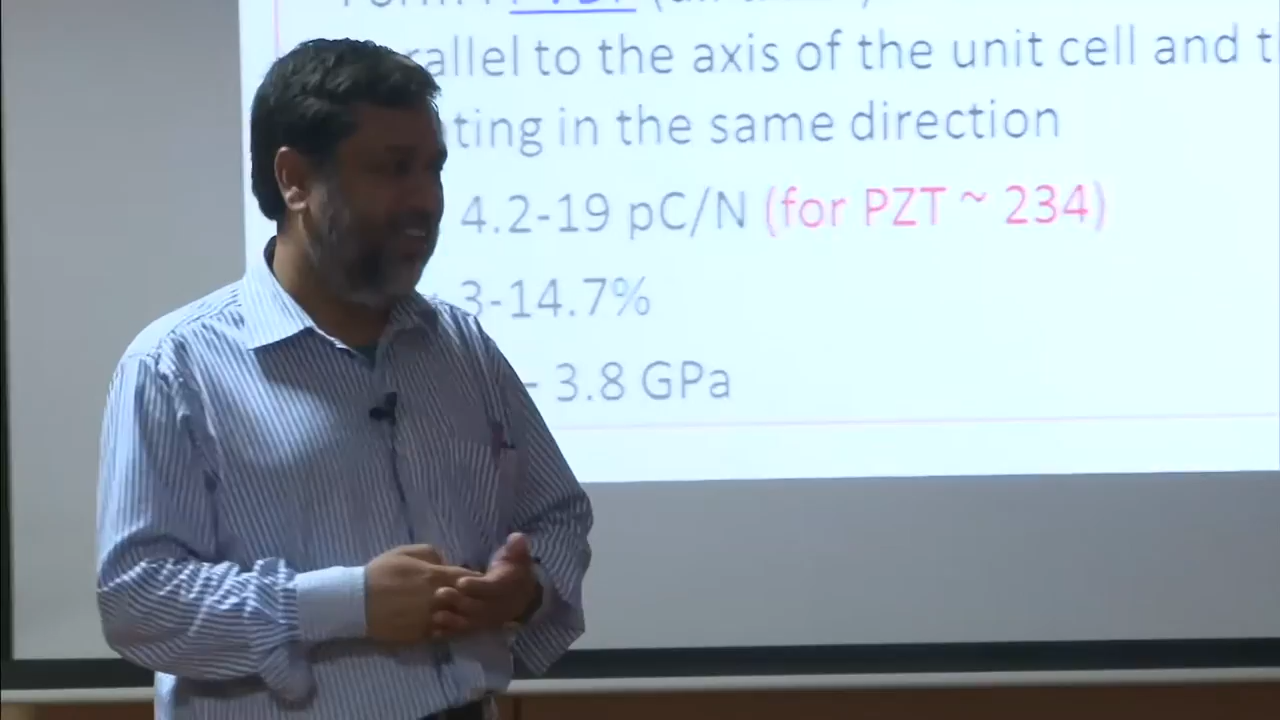 allel to the axis of the unit cell and
ting in the same direction
4.2-19 pC/N (for PZT ~ 234)
3-14.7%
- 3.8 GPa